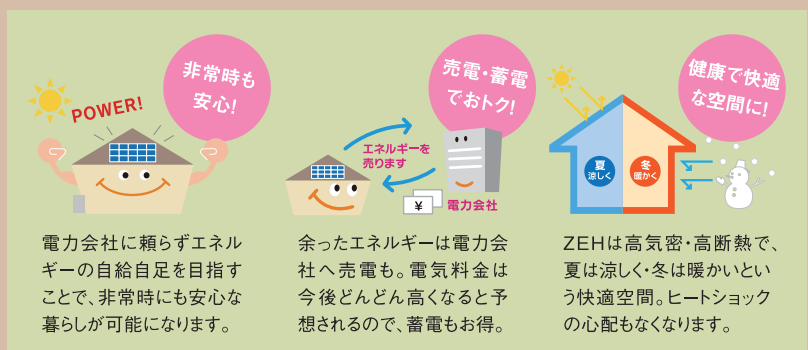 POWER!
非常時も
安心!
電力会社に頼らずエネル
ギーの自給自足を目指す
ことで、非常時にも安心な
暮らしが可能になります。
売電・蓄電
でおトク!
エネルギーを
売ります
¥
電力会社
余ったエネルギーは電力会
社へ売電も。電気料金は
今後どんどん高くなると予
想されるので、蓄電もお得。
健康で快適
な空間に!
夏
涼しく
冬
暖かく
ZEHは高気密・高断熱で、
夏は涼しく・冬は暖かいとい
う快適空間。ヒートショック
の心配もなくなります。